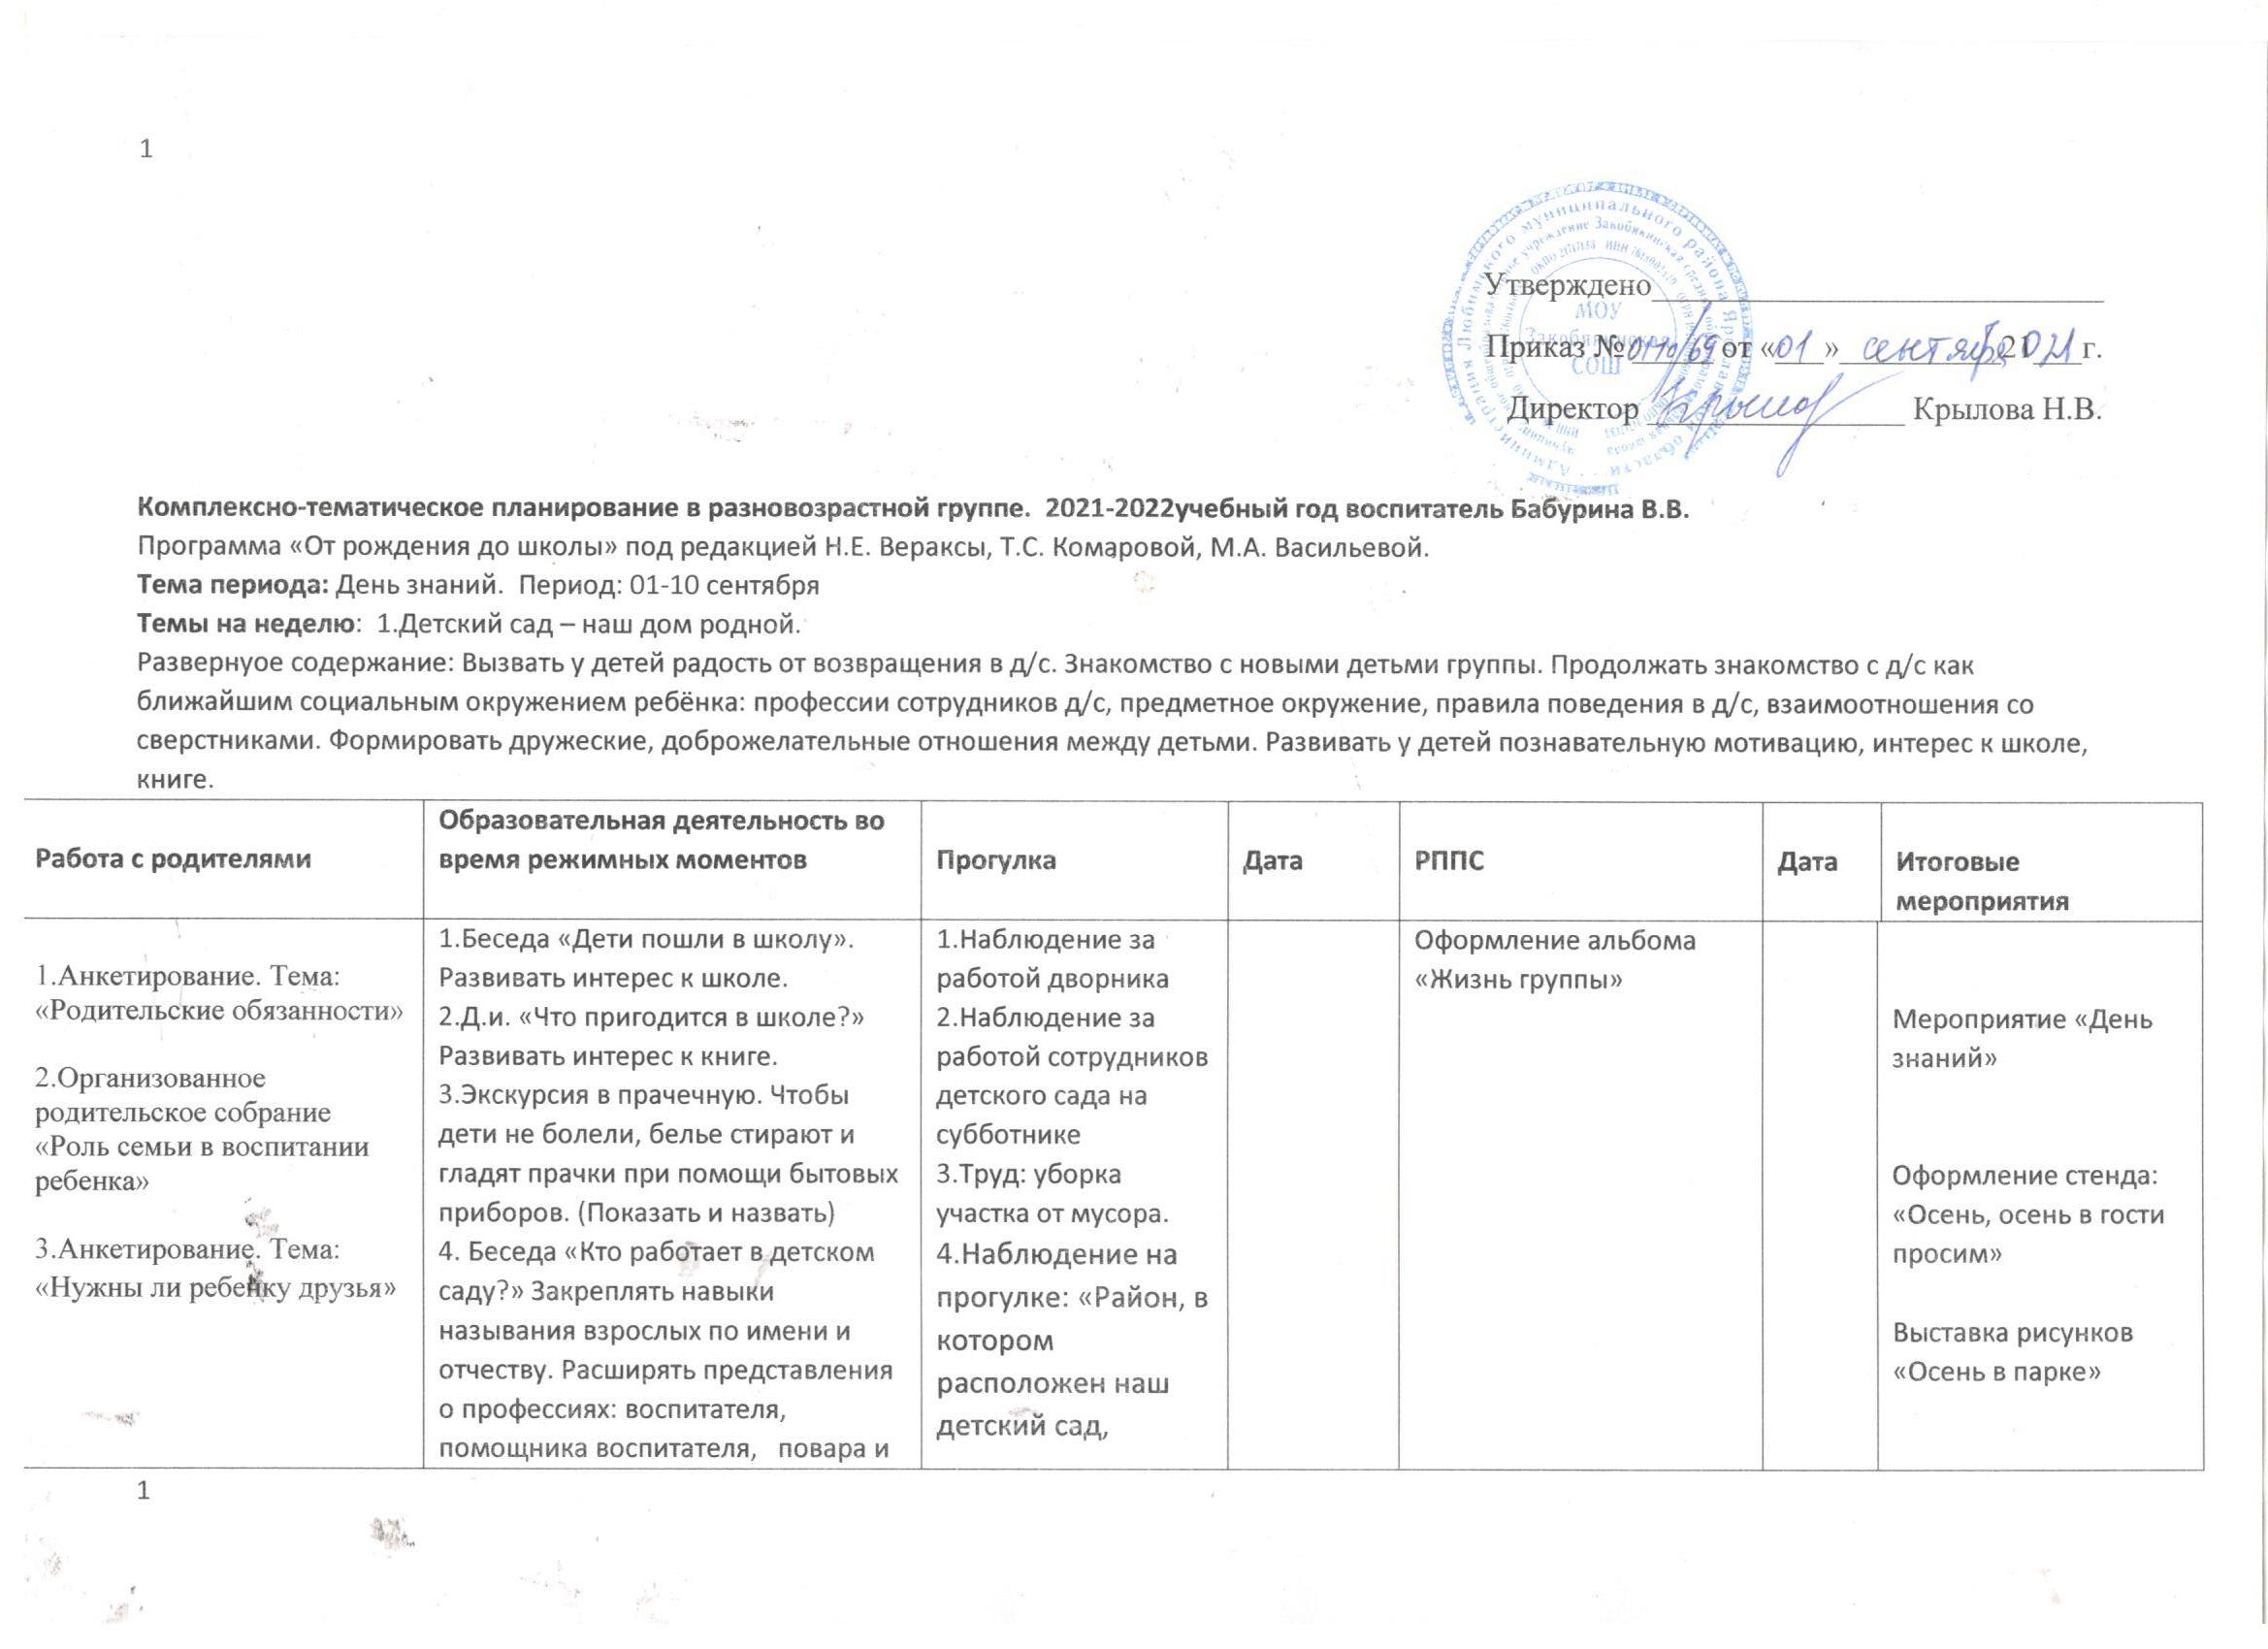 1
Администрация Любимского муниципального района Ярославской области
МОУ
Закобякинская
СОШ
Утверждено
Приказ № 01-10/69 от «01» сентября 2021 г.
Директор Крылова Н.В.
Комплексно-тематическое планирование в разновозрастной группе. 2021-2022учебный год воспитатель Бабурина В.В.
Программа «От рождения до школы» под редакцией Н.Е. Вераксы, Т.С. Комаровой, М.А. Васильевой.
Тема периода: День знаний. Период: 01-10 сентября
Темы на неделю: 1.Детский сад – наш дом родной.
Развернуое содержание: Вызвать у детей радость от возвращения в д/с. Знакомство с новыми детьми группы. Продолжать знакомство с д/с как
ближайшим социальным окружением ребёнка: профессии сотрудников д/с, предметное окружение, правила поведения в д/с, взаимоотношения со
сверстниками. Формировать дружеские, доброжелательные отношения между детьми. Развивать у детей познавательную мотивацию, интерес к школе,
книге.
Работа с родителями
Образовательная деятельность во
время режимных моментов
Прогулка
Дата
РППС
Дата
Итоговые
мероприятия
1.Анкетирование. Тема:
«Родительские обязанности»
2.Организованное
родительское собрание
«Роль семьи в воспитании
ребенка»
3.Анкетирование. Тема:
«Нужны ли ребенку друзья»
1.Беседа «Дети пошли в школу».
Развивать интерес к школе.
2.Д.и. «Что пригодится в школе?»
Развивать интерес к книге.
3.Экскурсия в прачечную. Чтобы
дети не болели, белье стирают и
гладят прачки при помощи бытовых
приборов. (Показать и назвать)
4. Беседа «Кто работает в детском
саду?» Закреплять навыки
называния взрослых по имени и
отчеству. Расширять представления
о профессиях: воспитателя,
помощника воспитателя, повара и
1.Наблюдение за
работой дворника
2.Наблюдение за
работой сотрудников
детского сада на
субботнике
3.Труд: уборка
участка от мусора.
4.Наблюдение на
прогулке: «Район, в
котором
расположен наш
детский сад,
Оформление альбома
«Жизнь группы»
Мероприятие «День
знаний»
Оформление стенда:
«Осень, осень в гости
просим»
Выставка рисунков
«Осень в парке»
1